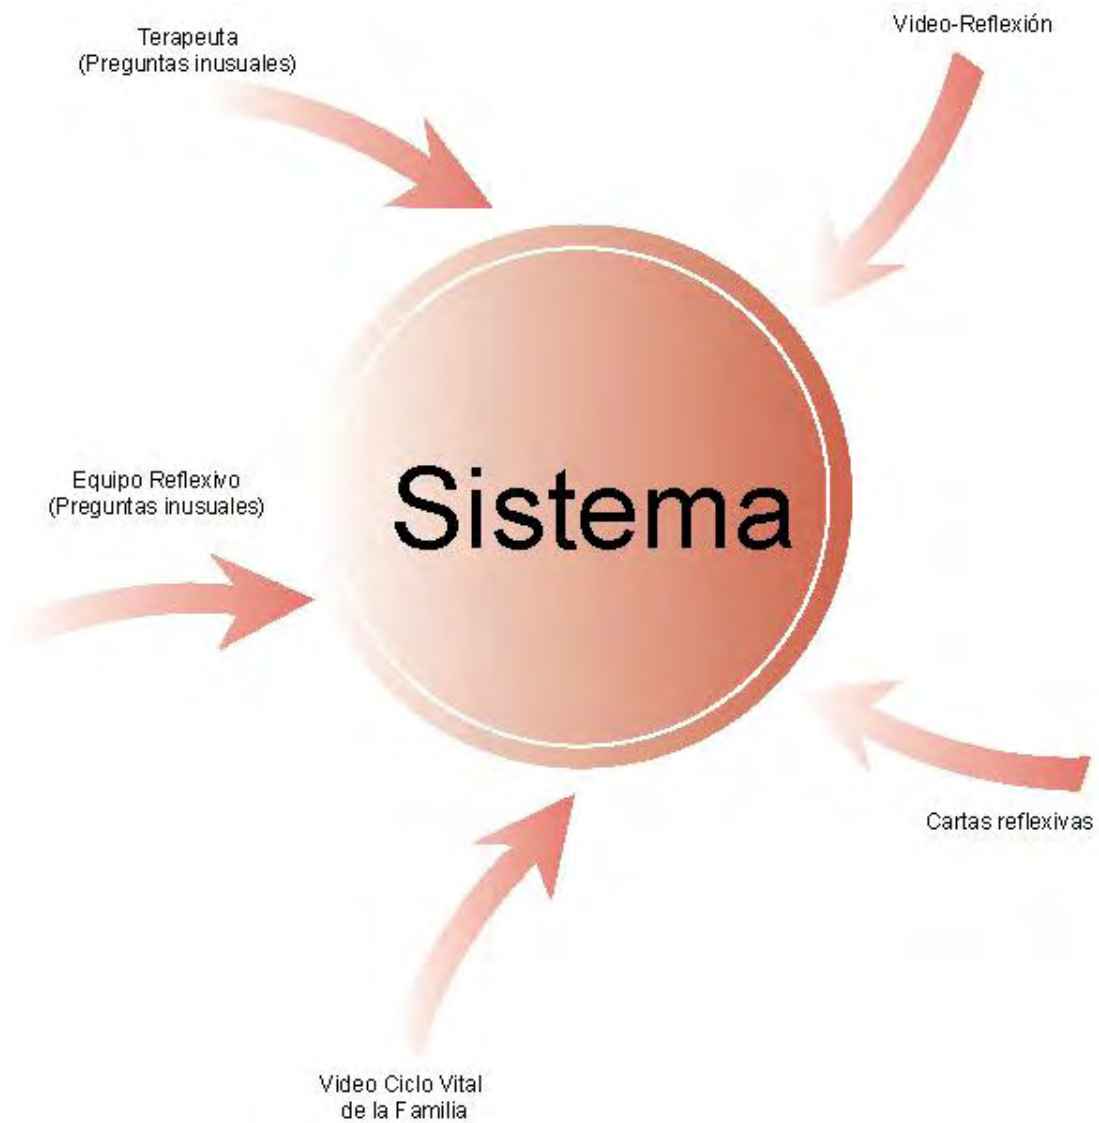 Terapeuta
(Preguntas inusuales)
Video-Reflexión
Equipo Reflexivo
(Preguntas inusuales)
Sistema
Cartas reflexivas
Video Ciclo Vital
de la Familia